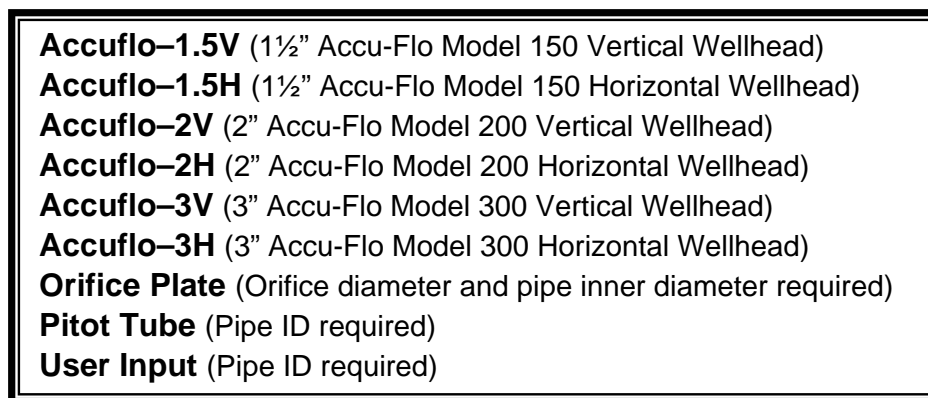 Accuflo–1.5V (1½” Accu-Flo Model 150 Vertical Wellhead)
Accuflo–1.5H (1½” Accu-Flo Model 150 Horizontal Wellhead)
Accuflo–2V (2” Accu-Flo Model 200 Vertical Wellhead)
Accuflo–2H (2” Accu-Flo Model 200 Horizontal Wellhead)
Accuflo–3V (3” Accu-Flo Model 300 Vertical Wellhead)
Accuflo–3H (3” Accu-Flo Model 300 Horizontal Wellhead)
Orifice Plate (Orifice diameter and pipe inner diameter required)
Pitot Tube (Pipe ID required)
User Input (Pipe ID required)